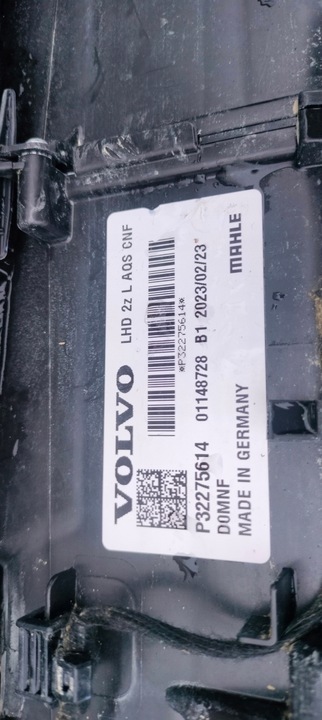 VOLVO LHD 2z L AQS CNF
*P32275614*
P32275614 01148728 B1 2023/02/23*
D0MNF
MADE IN GERMANY MAHLE